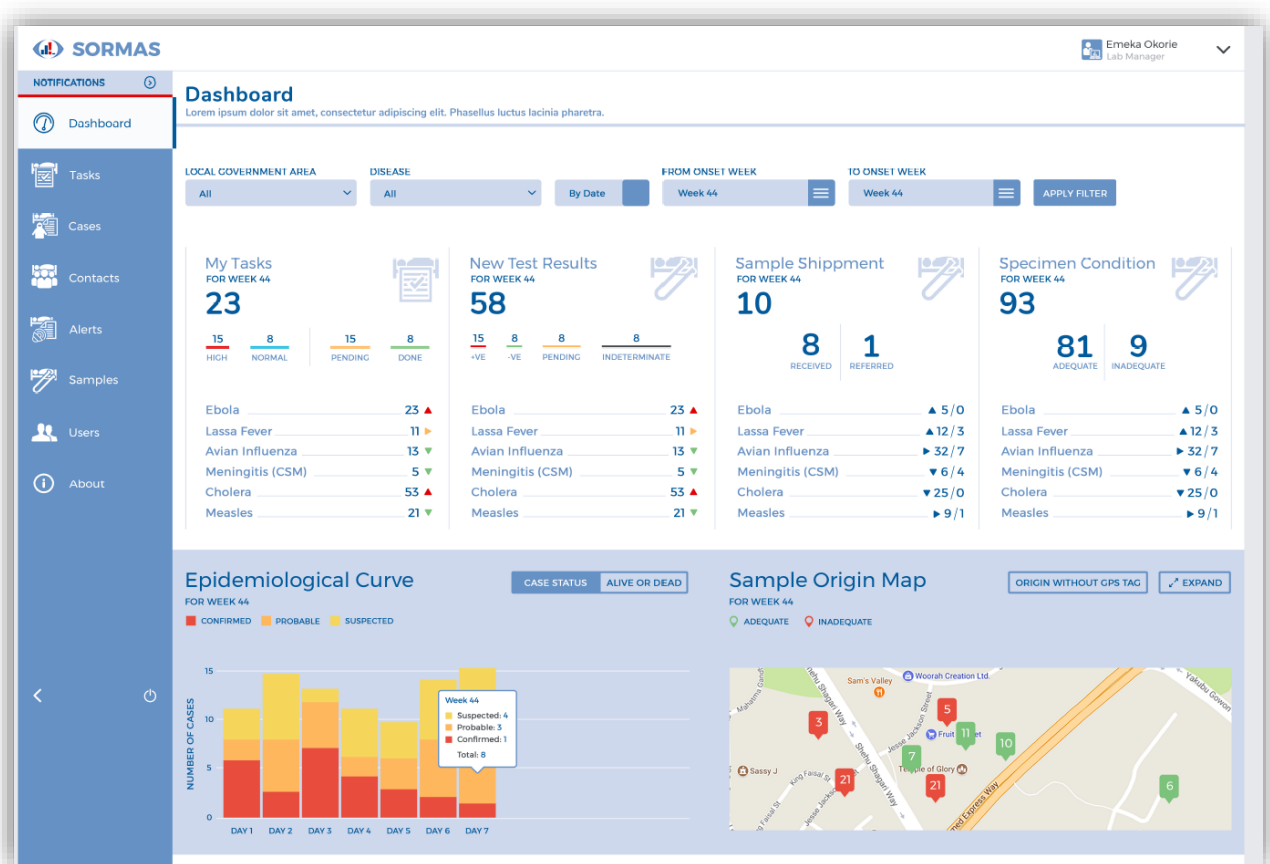 SORMAS
Emeka Okorie
Lab Manager
NOTIFICATIONS
Dashboard
Tasks
Cases
Contacts
Alerts
Samples
Users
About
Dashboard
Lorem ipsum dolor sit amet, consectetur adipiscing elit. Phasellus luctus lacinia pharetra.
LOCAL GOVERNMENT AREA DISEASE FROM ONSET WEEK TO ONSET WEEK
All All By Date Week 44 Week 44 APPLY FILTER
My Tasks
FOR WEEK 44
23
15 8 15 8
HIGH NORMAL PENDING DONE
Ebola 23
Lassa Fever 11
Avian Influenza 13
Meningitis (CSM) 5
Cholera 53
Measles 21
New Test Results
FOR WEEK 44
58
15 8 8 8
+VE -VE PENDING INDETERMINATE
Ebola 23
Lassa Fever 11
Avian Influenza 13
Meningitis (CSM) 5
Cholera 53
Measles 21
Sample Shippment
FOR WEEK 44
10
8 1
RECEIVED REFERRED
Ebola 5/0
Lassa Fever 12/3
Avian Influenza 32/7
Meningitis (CSM) 6/4
Cholera 25/0
Measles 9/1
Specimen Condition
FOR WEEK 44
93
81 9
ADEQUATE INADEQUATE
Ebola 5/0
Lassa Fever 12/3
Avian Influenza 32/7
Meningitis (CSM) 6/4
Cholera 25/0
Measles 9/1
Epidemiological Curve
CASE STATUS ALIVE OR DEAD
FOR WEEK 44
CONFIRMED PROBABLE SUSPECTED
NUMBER OF CASES
15
10
5
0
Week 44
Suspected: 4
Probable: 3
Confirmed: 1
Total: 8
DAY 1 DAY 2 DAY 3 DAY 4 DAY 5 DAY 6 DAY 7
Sample Origin Map
ORIGIN WITHOUT GPS TAG EXPAND
FOR WEEK 44
ADEQUATE INADEQUATE
Sam's Valley
Woorah Creation Ltd.
Shehu Shagari Way
Yakubu Gowon
Jesse Jackson Street
3
5
11
10
7
Fruit
Shehu Shagari Way
Sassy J
King Faisal St
21
of Glory
21
6